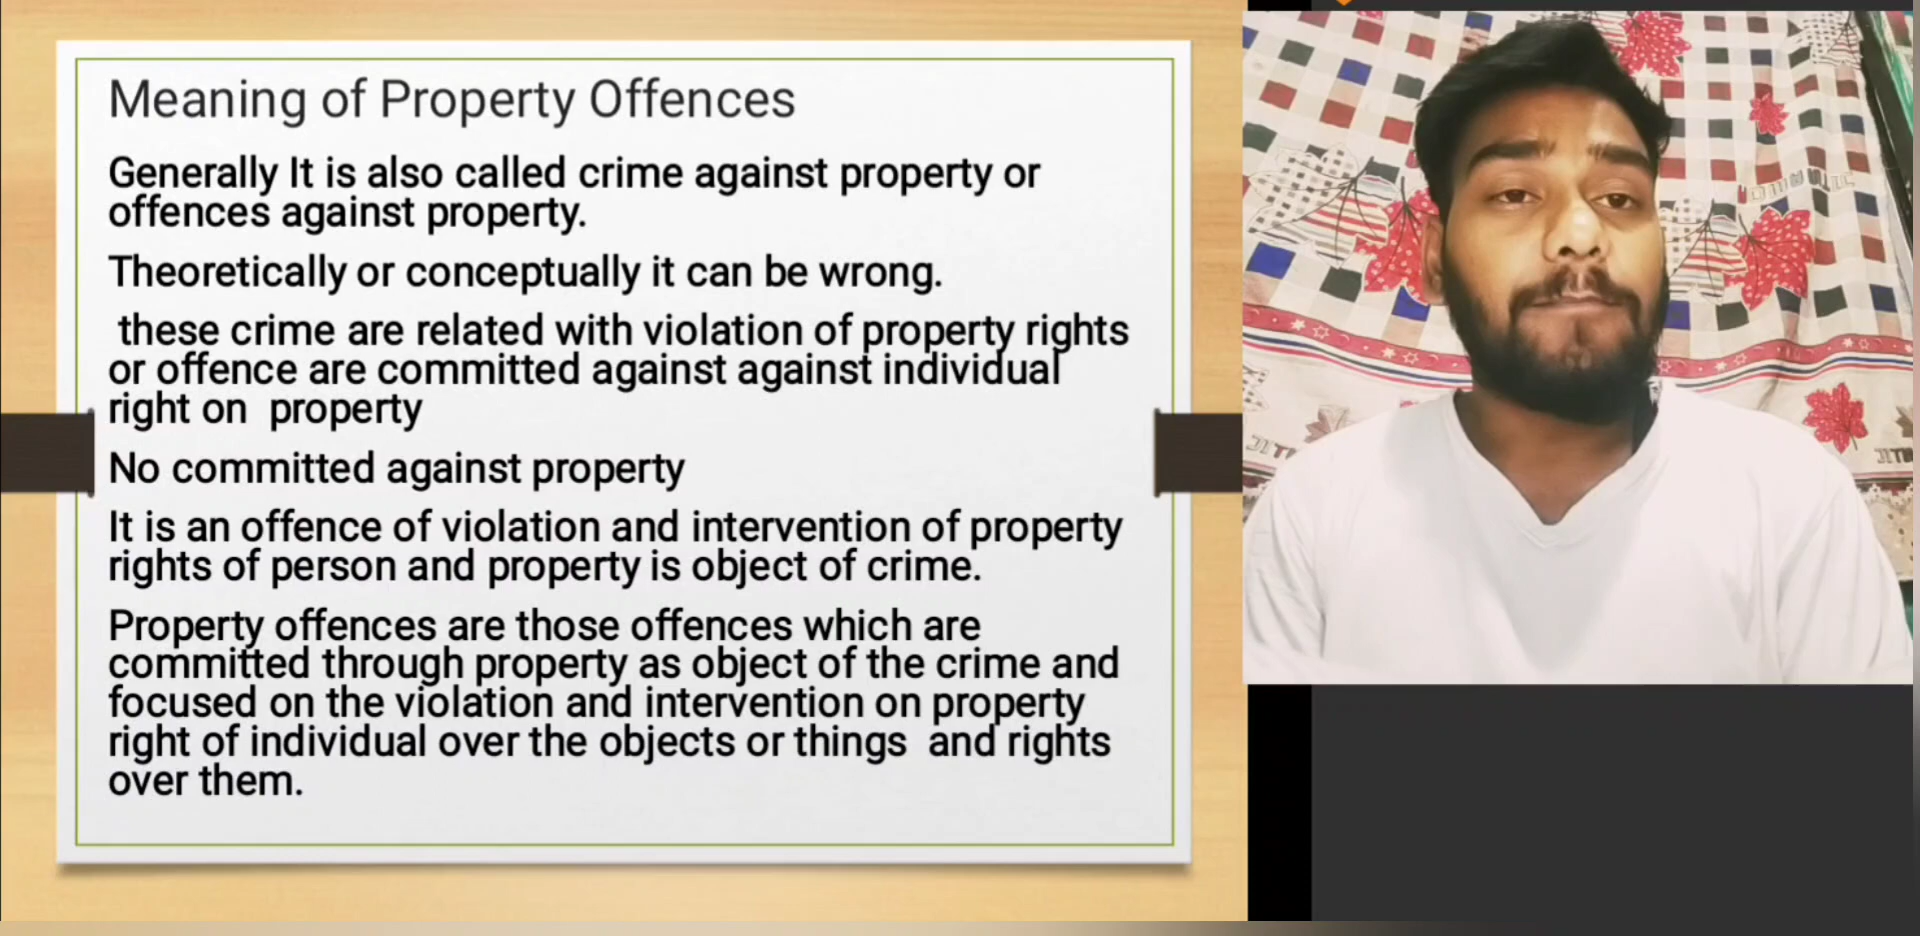 Meaning of Property Offences
Generally It is also called crime against property or
offences against property.
Theoretically or conceptually it can be wrong.
these crime are related with violation of property rights
or offence are committed against against individual
right on property
No committed against property
It is an offence of violation and intervention of property
rights of person and property is object of crime.
Property offences are those offences which are
committed through property as object of the crime and
focused on the violation and intervention on property
right of individual over the objects or things and rights
over them.